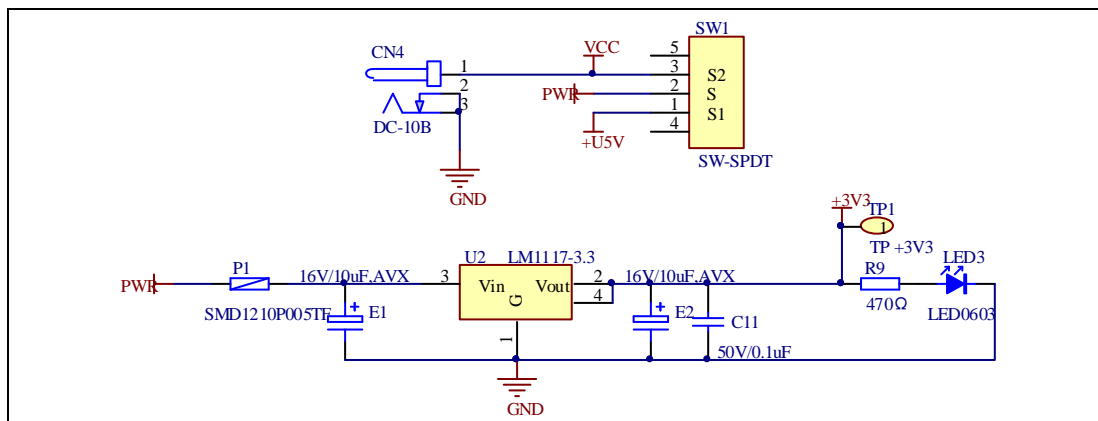 SW1
VCC
CN4
5
1
3
S2
2
PWR
2
S
3
1
S1
DC-10B
4
+U5V
SW-SPDT
GND
+3V3
TP1
1
TP +3V3
U2
LM1117-3.3
P1
16V/10uF,AVX
3
2
16V/10uF,AVX
R9
LED3
PWR
Vin
G
Vout
4
SMD1210P005TF
E1
E2
C11
470Ω
LED0603
1
50V/0.1uF
GND